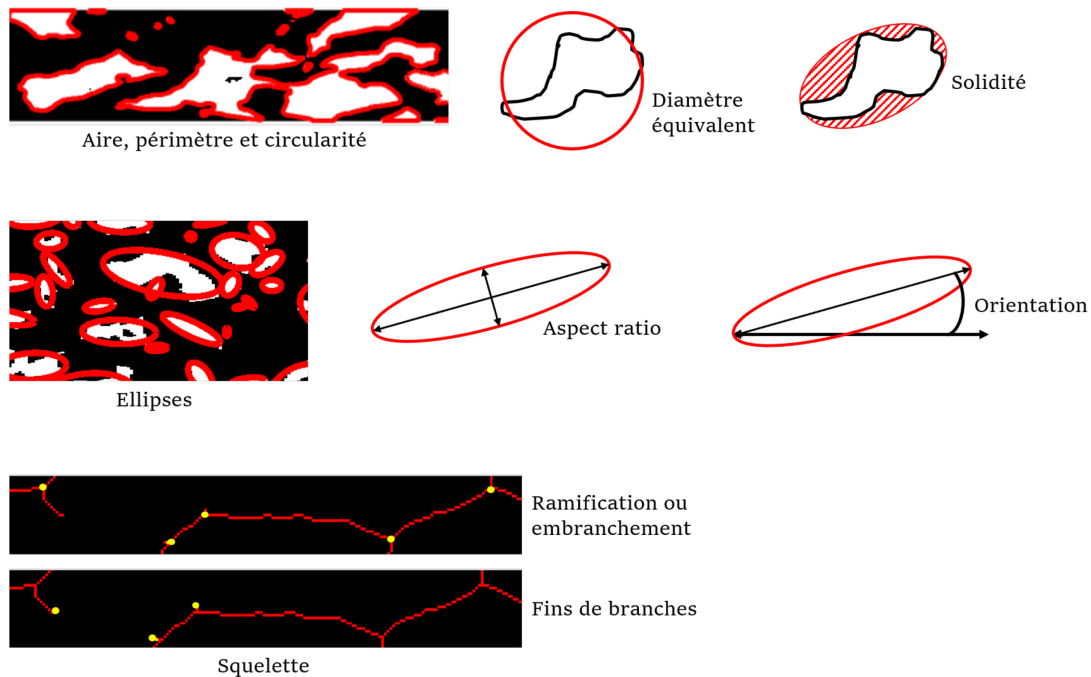 Aire, périmètre et circularité
Diamètre
équivalent
Solidité
Ellipses
Aspect ratio
Orientation
Ramification ou
embranchement
Fins de branches
Squelette